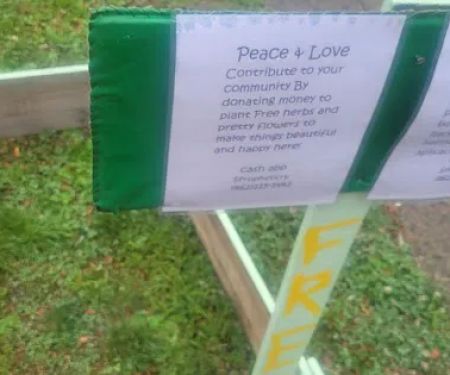 Peace & Love
Contribute to your
community By
donating money to
plant Free herbs and
pretty flowers to
make things beautiful
and happy here!
Cash app
FREE